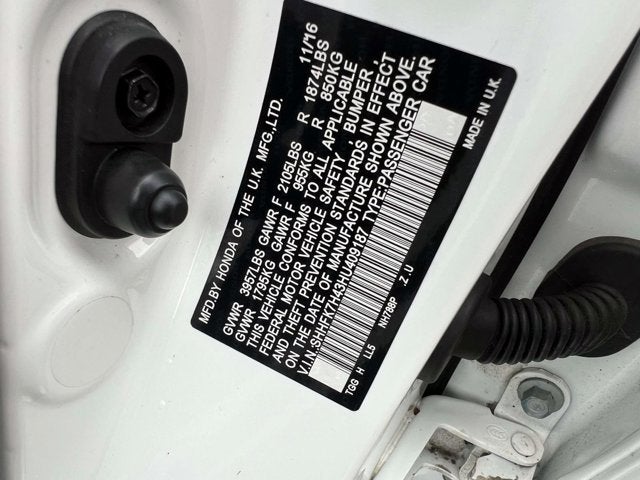 MFD.BY HONDA OF THE U.K. MFG.,LTD. 11/16
GVWR 3957LBS GAWR F 2105LBS R 1874LBS
GVWR 1795KG GAWR F 955KG R 850KG
THIS VEHICLE CONFORMS TO ALL APPLICABLE
FEDERAL MOTOR VEHICLE SAFETY , BUMPER ,
AND THEFT PREVENTION STANDARDS IN EFFECT
ON THE DATE OF MANUFACTURE SHOWN ABOVE.
V.I.N:SHHFK7H43HU409187 TYPE:PASSENGER CAR
TGG H LL5 NH788P Z.U
MADE IN U.K.